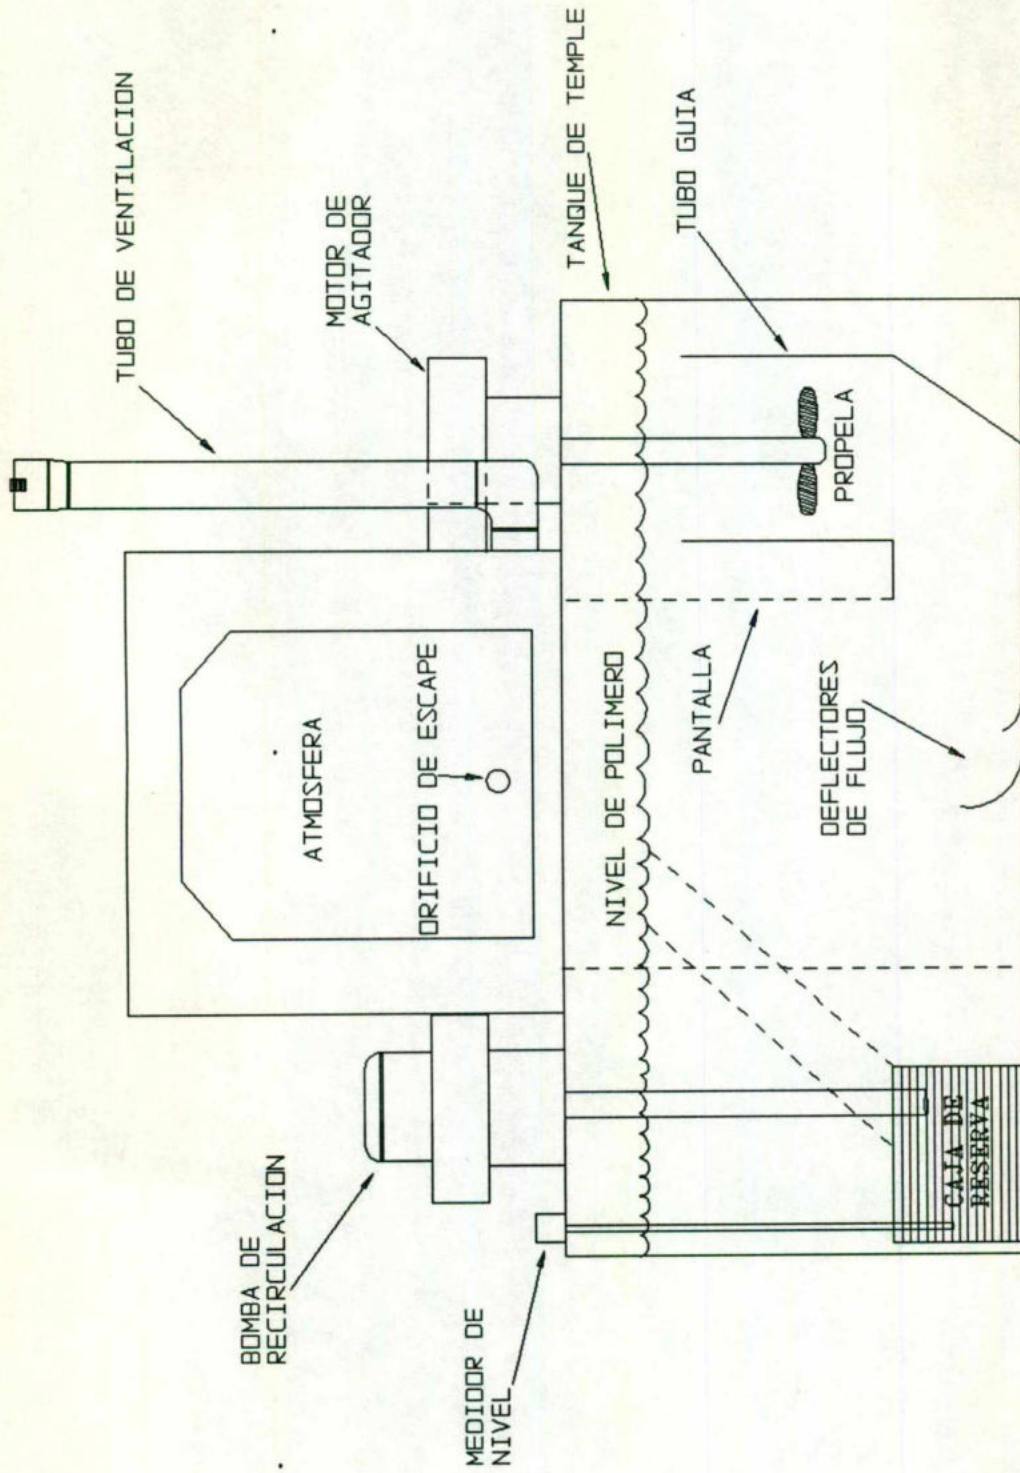 TUBO DE VENTILACION
MOTOR DE
AGITADOR
TANQUE DE TEMPLE
TUBO GUIA
ATMOSFERA
ORIFICIO DE ESCAPE
BOMBA DE
RECIRCULACION
MEDIDOR DE
NIVEL
NIVEL DE POLIMERO
PROPELA
PANTALLA
DEFLECTORES
DE FLUJO
CAJA DE
RESERVA